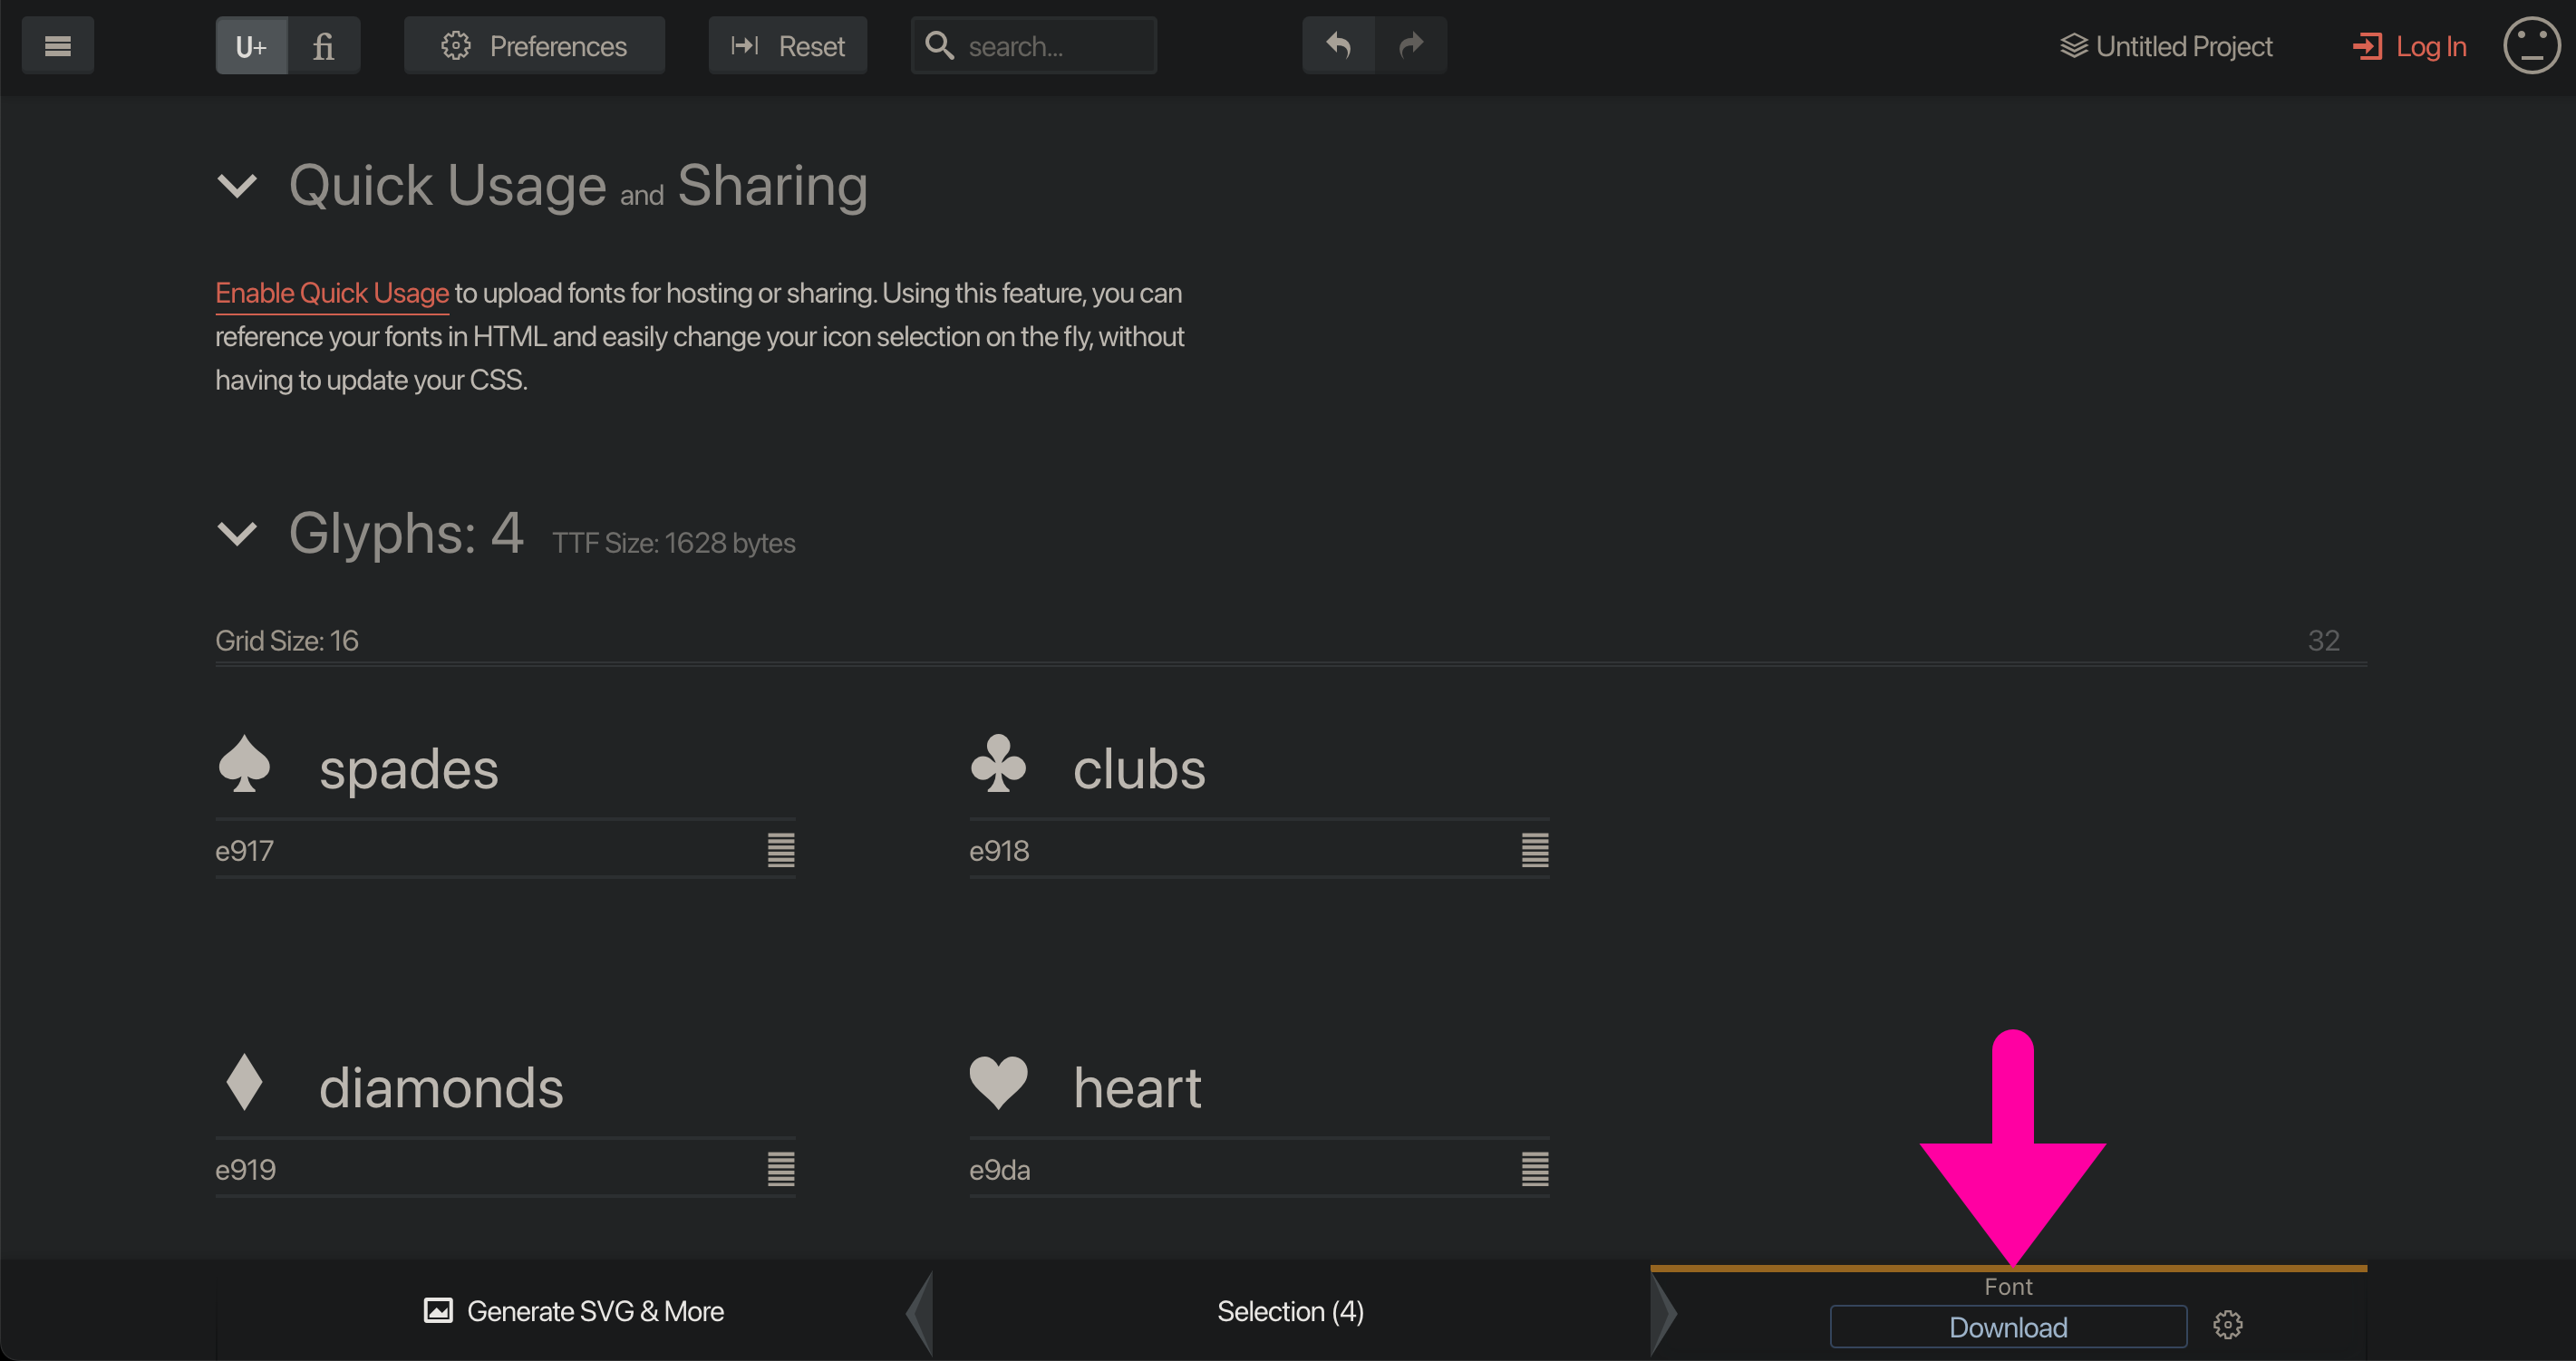 U+ fi Preferences Reset search... Untitled Project Log In
Quick Usage and Sharing
Enable Quick Usage to upload fonts for hosting or sharing. Using this feature, you can
reference your fonts in HTML and easily change your icon selection on the fly, without
having to update your CSS.
Glyphs: 4 TTF Size: 1628 bytes
Grid Size: 16 32
spades clubs
e917 e918
diamonds heart
e919 e9da
Generate SVG & More Selection (4) Font
Download